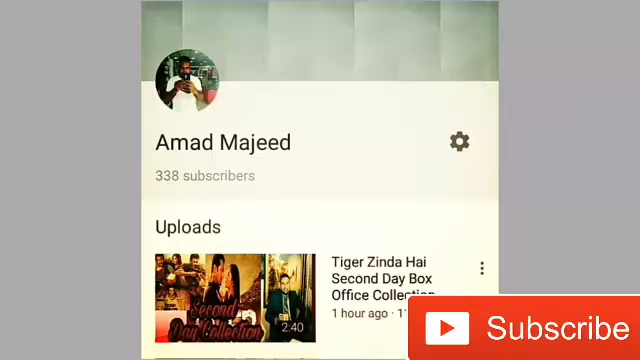 Amad Majeed
338 subscribers
Uploads
Tiger Zinda Hai
Second Day Box
Office Collection
1 hour ago
Second
Day Collection
2:40
Subscribe